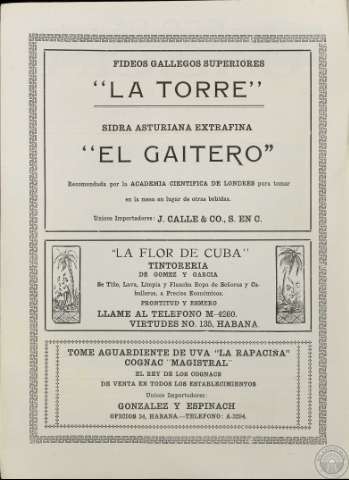 FIDEOS GALLEGOS SUPERIORES
"LA TORRE"
SIDRA ASTURIANA EXTRAFINA
"EL GAITERO"
Recomendada por la ACADEMIA CIENTIFICA DE LONDRES para tomar
en la mesa en lugar de otras bebidas.
Unicos Importadores: J. CALLE & CO., S. EN C.
"LA FLOR DE CUBA"
TINTORERIA
DE GOMEZ Y GARCIA
Se Tiñe, Lava, Limpia y Plancha Ropa de Señoras y Ca-
balleros, a Precios Económicos.
PRONTITUD Y ESMERO
LLAME AL TELEFONO M-4260.
VIRTUDES NO. 135, HABANA
TOME AGUARDIENTE DE UVA "LA RAPACIÑA"
COGNAC "MAGISTRAL"
EL REY DE LOS COGNACS
DE VENTA EN TODOS LOS ESTABLECIMIENTOS
Unicos Importadores:
GONZALEZ Y ESPINACH
OFICIOS 34, HABANA.--TELEFONO: A-3254.